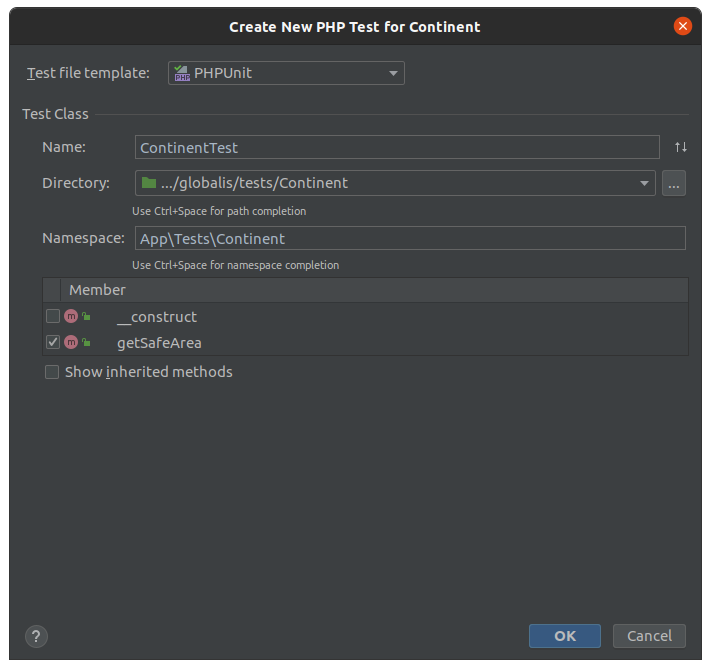 Create New PHP Test for Continent
Test file template: PHPUnit
Test Class
Name: ContinentTest
Directory: .../globalis/tests/Continent ...
Use Ctrl+Space for path completion
Namespace: App\Tests\Continent
Use Ctrl+Space for namespace completion
Member
m __construct
m getSafeArea
Show inherited methods
? OK Cancel